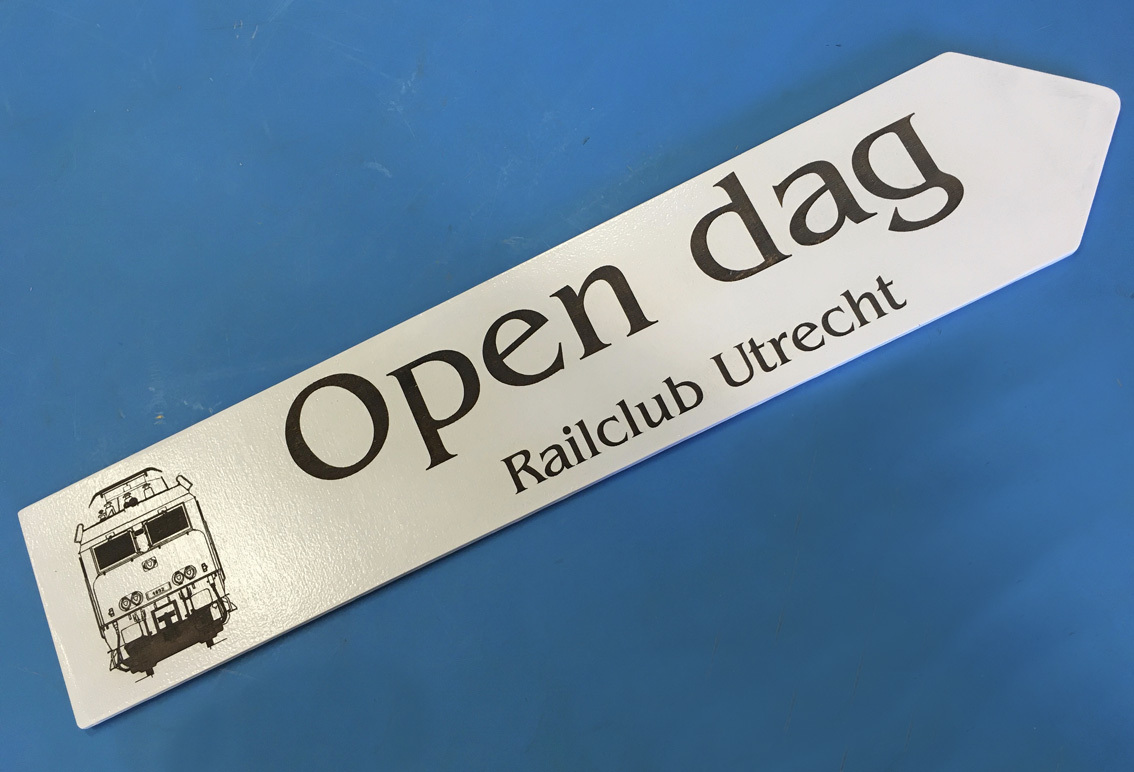 Open dag
Railclub Utrecht